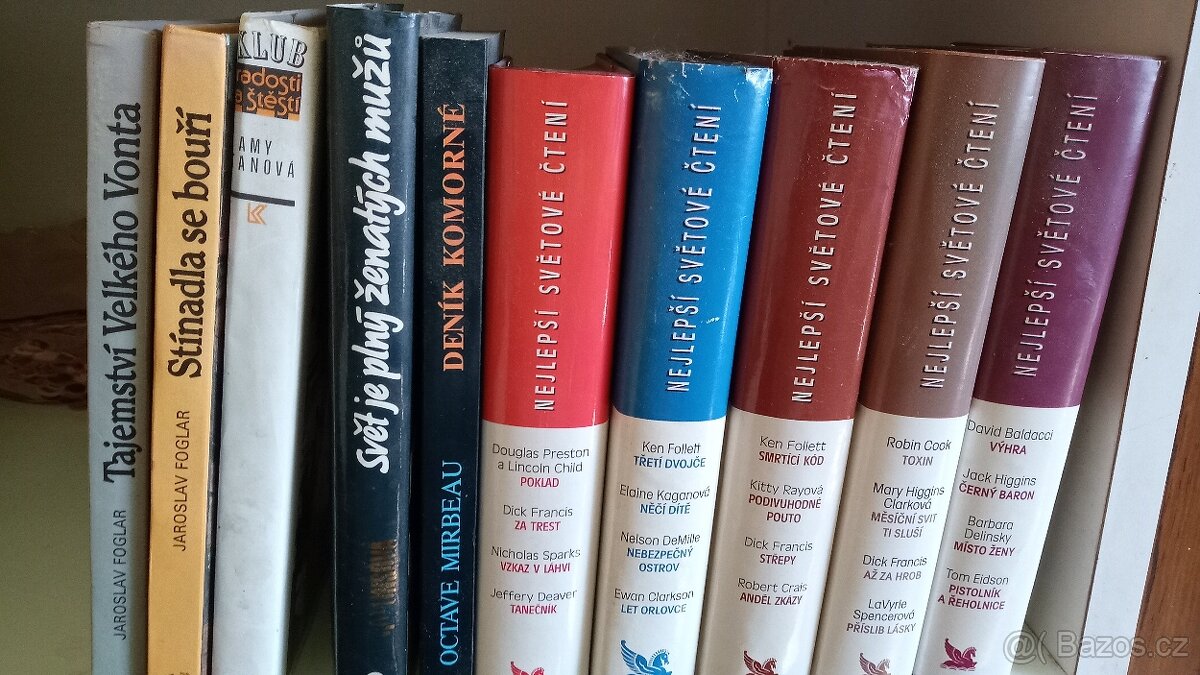 JAROSLAV FOGLAR Tajemství Velkého Vonta
JAROSLAV FOGLAR Stínadla se bouří
KLUB
radosti
a štěstí
AMY
ANOVÁ
Svět je plný ženatých mužů
OCTAVE MIRBEAU DENÍK KOMORNÉ
NEJLEPŠÍ SVĚTOVÉ ČTENÍ
Douglas Preston
a Lincoln Child
POKLAD
Dick Francis
ZA TREST
Nicholas Sparks
VZKAZ V LÁHVI
Jeffery Deaver
TANEČNÍK
NEJLEPŠÍ SVĚTOVÉ ČTENÍ
Ken Follett
TŘETÍ DVOJČE
Elaine Kaganová
NĚČÍ DÍTĚ
Nelson DeMille
NEBEZPEČNÝ
OSTROV
Ewan Clarkson
LET ORLOVCE
NEJLEPŠÍ SVĚTOVÉ ČTENÍ
Ken Follett
SMRTÍCÍ KÓD
Kitty Rayová
PODIVUHODNÉ
POUTO
Dick Francis
STŘEPY
Robert Crais
ANDĚL ZKÁZY
NEJLEPŠÍ SVĚTOVÉ ČTENÍ
Robin Cook
TOXIN
Mary Higgins
Clarková
MĚSÍČNÍ SVIT
TI SLUŠÍ
Dick Francis
AŽ ZA HROB
LaVyrle
Spencerová
PŘÍSLIB LÁSKY
NEJLEPŠÍ SVĚTOVÉ ČTENÍ
David Baldacci
VÝHRA
Jack Higgins
ČERNÝ BARON
Barbara
Delinsky
MÍSTO ŽENY
Tom Eidson
PISTOLNÍK
A ŘEHOLNICE
Bazos.cz